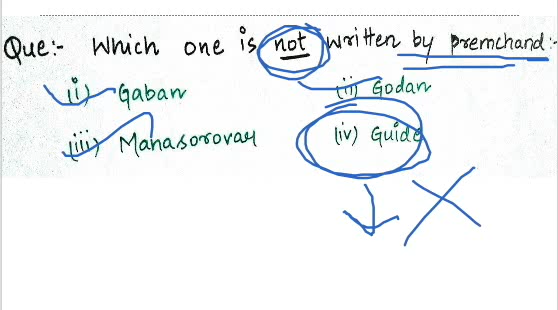 Que:- Which one is not written by premchand:-
(i) Gaban (ii) Godan
(iii) Manasorovar (iv) Guide